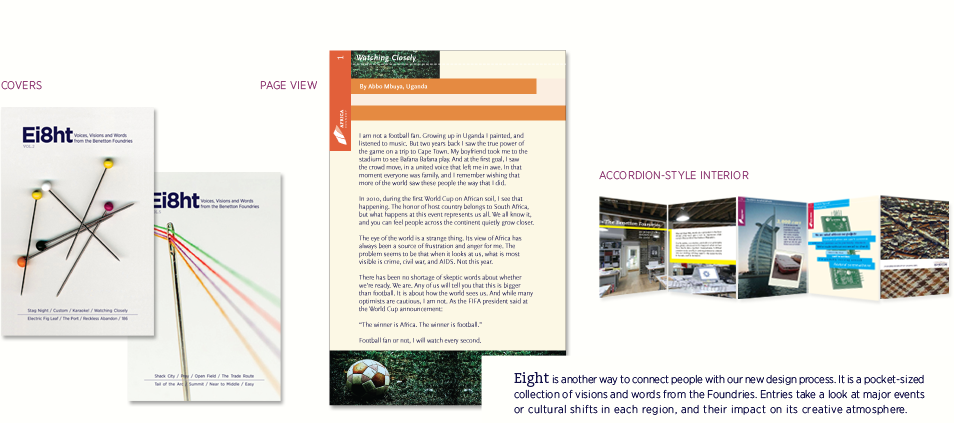 COVERS
PAGE VIEW
Ei8ht
Voices, Visions and Words
from the Benetton Foundries
VOL.1
Stag Night / Custom / Karaoke! / Watching Closely
Electric Fig Leaf / The Port / Reckless Abandon / 185
Ei8ht
Voices, Visions and Words
from the Benetton Foundries
Shack City / Play / Open Field / The Trade Route
Tail of the Art / Summit / Near to Middle / Easy
1
AFRICA
Watching Closely
By Abbo Mbuyo, Uganda
I am not a football fan. Growing up in Uganda I painted, and
listened to music. But two years back I saw the true power of
the game on a trip to Cape Town. My boyfriend took me to the
stadium to see Bafana Bafana play. And at the first goal, I saw
the crowd move, in a united voice that left me in awe. In that
moment everyone was family, and I remember wishing that
more of the world saw these people the way that I did.
In 2010, during the first World Cup on African soil, I see that
happening. The honor of host country belongs to South Africa,
but what happens at this event represents us all. We all know it,
and you can feel people across the continent quietly grow closer.
The eye of the world is a strange thing. Its view of Africa has
always been a source of frustration and anger for me. The
problem seems to be that when it looks at us, what is most
visible is crime, civil war, and AIDS. Not this year.
There has been no shortage of skeptic words about whether
we're ready. We are. Any of us will tell you that this is bigger
than football. It is about how the world sees us. And while many
optimists are cautious, I am not. As the FIFA president said at
the World Cup announcement:
"The winner is Africa. The winner is football."
Football fan or not, I will watch every second.
ACCORDION-STYLE INTERIOR
The Benetton Foundries
Eight is another way to connect people with our new design process. It is a pocket-sized
collection of visions and words from the Foundries. Entries take a look at major events
or cultural shifts in each region, and their impact on its creative atmosphere.